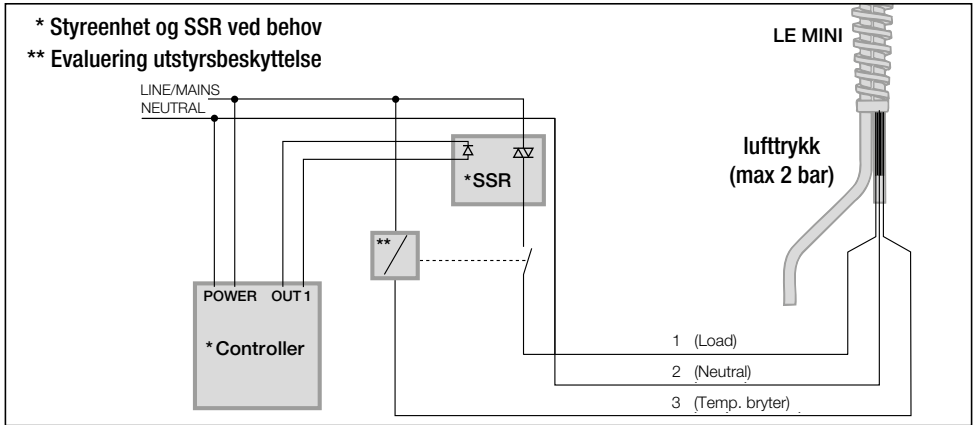 * Styreenhet og SSR ved behov
** Evaluering utstyrsbeskyttelse
LINE/MAINS
NEUTRAL
LE MINI
lufttrykk
(max 2 bar)
*SSR
**
POWER OUT 1
*Controller
1 (Load)
2 (Neutral)
3 (Temp. bryter)